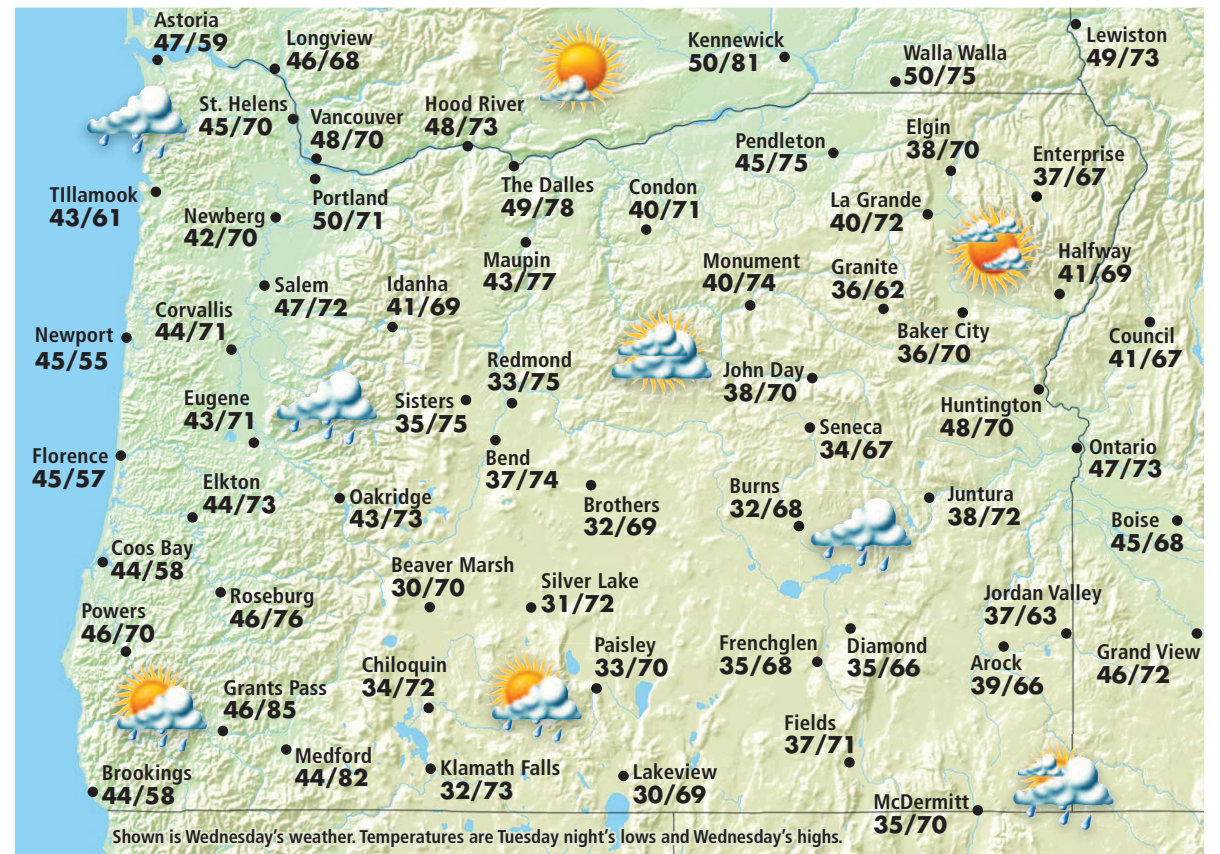 Astoria
47/59
Longview
46/68
Kennewick
50/81
Walla Walla
50/75
Lewiston
49/73
St. Helens
45/70
Vancouver
48/70
Hood River
48/73
Pendleton
45/75
Elgin
38/70
Enterprise
37/67
TIllamook
43/61
Newberg
42/70
Portland
50/71
The Dalles
49/78
Condon
40/71
La Grande
40/72
Maupin
43/77
Monument
40/74
Granite
36/62
Halfway
41/69
Salem
47/72
Idanha
41/69
Corvallis
44/71
Newport
45/55
Baker City
36/70
Council
41/67
Redmond
33/75
John Day
38/70
Eugene
43/71
Sisters
35/75
Huntington
48/70
Seneca
34/67
Florence
45/57
Bend
37/74
Ontario
47/73
Elkton
44/73
Oakridge
43/73
Brothers
32/69
Burns
32/68
Juntura
38/72
Boise
45/68
Coos Bay
44/58
Beaver Marsh
30/70
Silver Lake
31/72
Roseburg
46/76
Jordan Valley
37/63
Powers
46/70
Paisley
33/70
Frenchglen
35/68
Diamond
35/66
Arock
39/66
Grand View
46/72
Chiloquin
34/72
Grants Pass
46/85
Fields
37/71
Medford
44/82
Klamath Falls
32/73
Lakeview
30/69
Brookings
44/58
McDermitt
35/70
Shown is Wednesday’s weather. Temperatures are Tuesday night’s lows and Wednesday’s highs.